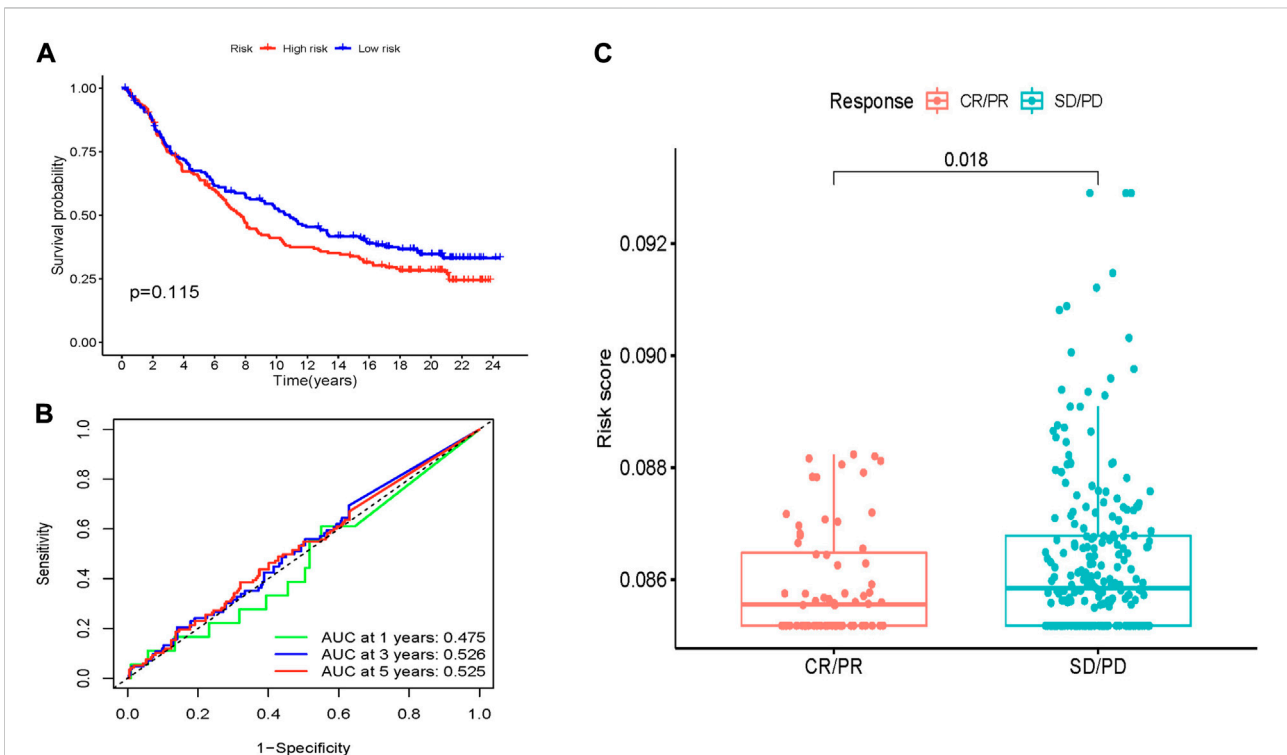 A
Risk High risk Low risk
1.00
0.75
0.50
0.25
0.00
Survival probability
p=0.115
0 2 4 6 8 10 12 14 16 18 20 22 24
Time(years)
B
1.0
0.8
0.6
0.4
0.2
0.0
Sensitivity
AUC at 1 years: 0.475
AUC at 3 years: 0.526
AUC at 5 years: 0.525
0.0 0.2 0.4 0.6 0.8 1.0
1-Specificity
C
Response CR/PR SD/PD
0.018
0.092
0.090
0.088
0.086
Risk score
CR/PR SD/PD